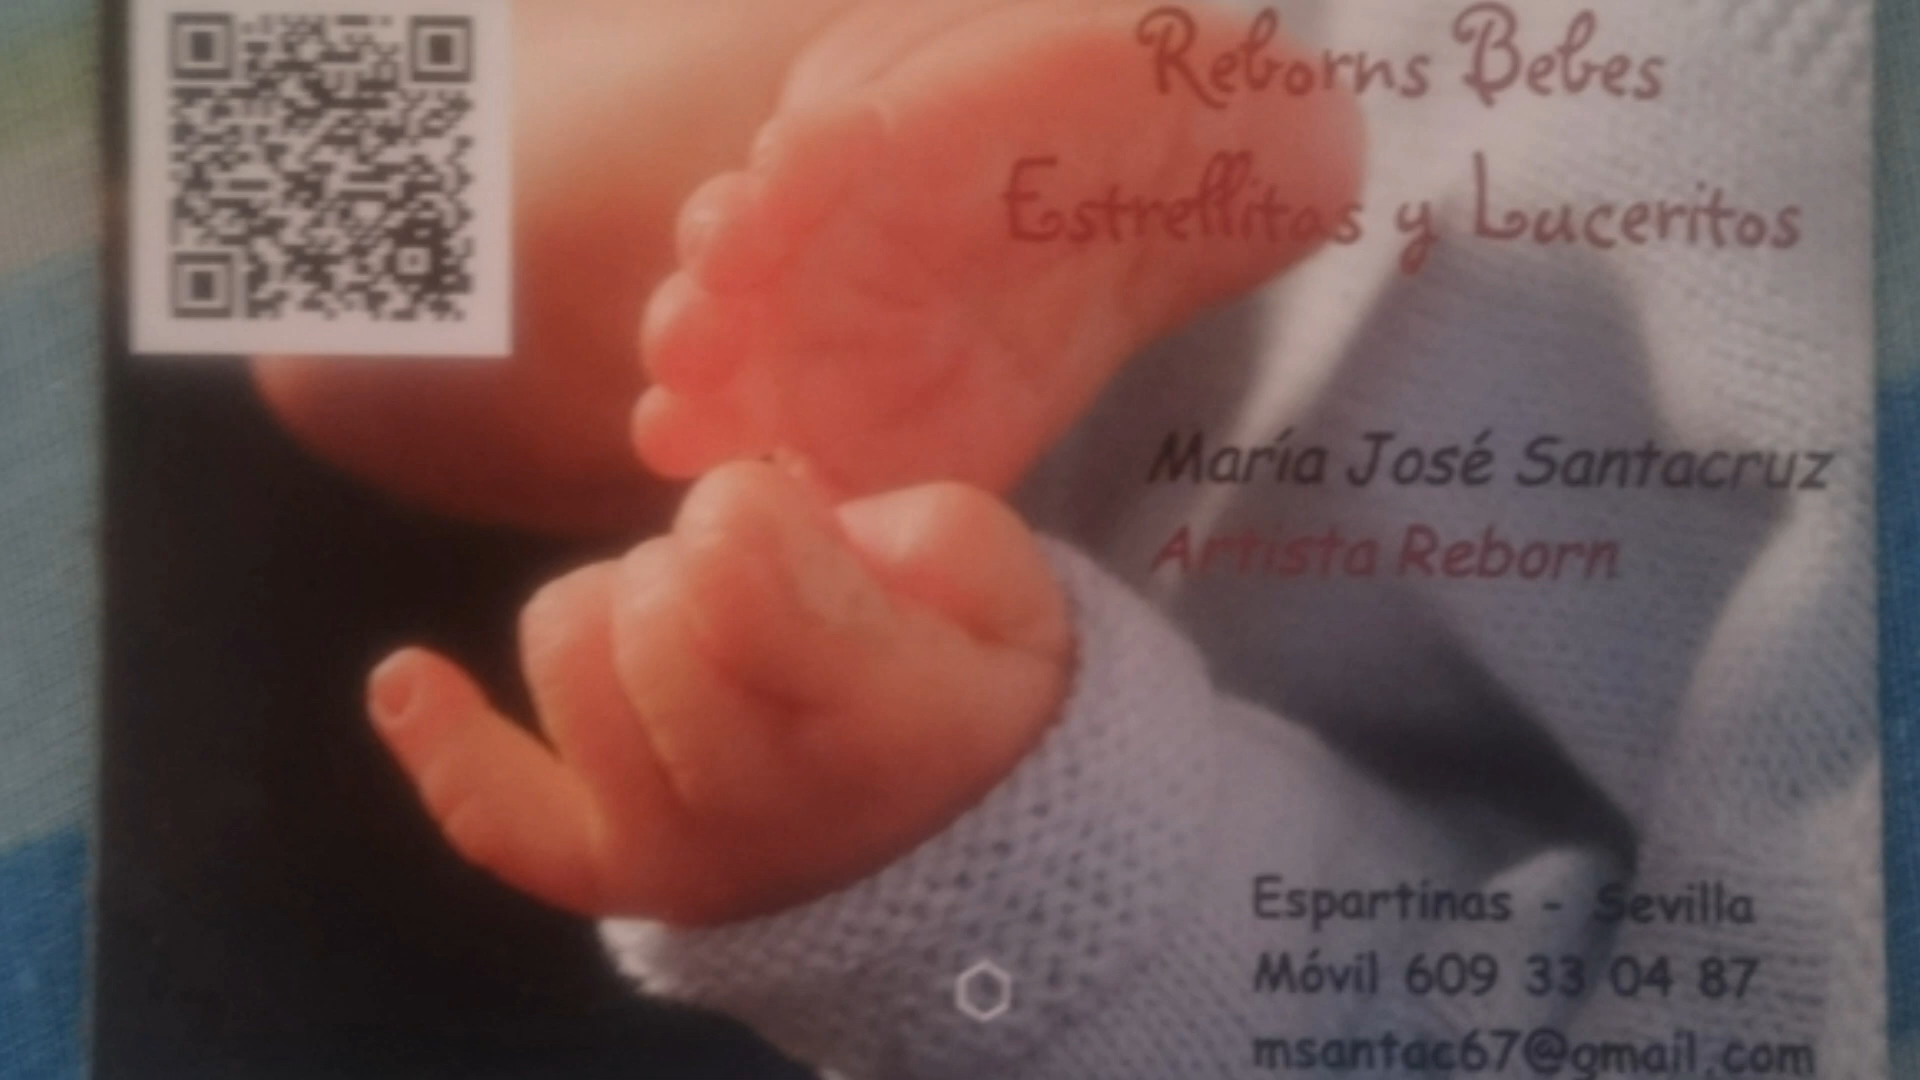 Reborns Bebes
Estrellitas y Luceritos
María José Santacruz
Artista Reborn
Espartinas - Sevilla
Móvil 609 33 04 87
msantac67@gmail.com